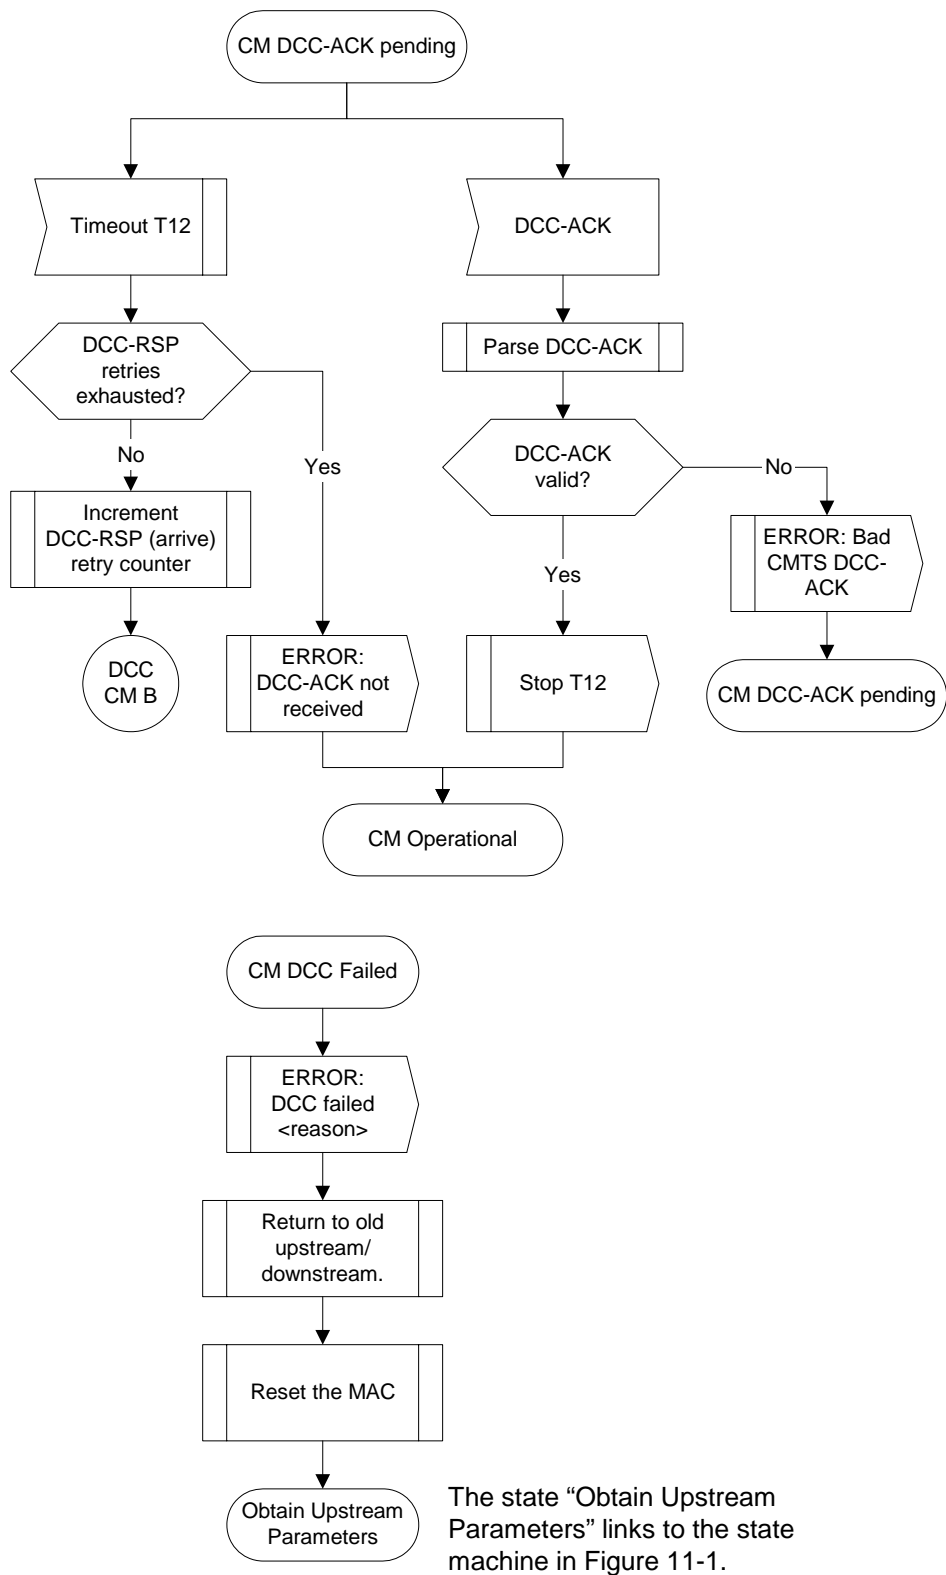 CM DCC-ACK pending
Timeout T12
DCC-ACK
DCC-RSP
retries
exhausted?
Parse DCC-ACK
No
Yes
DCC-ACK
valid?
No
Increment
DCC-RSP (arrive)
retry counter
Yes
ERROR: Bad
CMTS DCC-
ACK
DCC
CM B
ERROR:
DCC-ACK not
received
Stop T12
CM DCC-ACK pending
CM Operational
CM DCC Failed
ERROR:
DCC failed
<reason>
Return to old
upstream/
downstream.
Reset the MAC
Obtain Upstream
Parameters
The state “Obtain Upstream
Parameters” links to the state
machine in Figure 11-1.